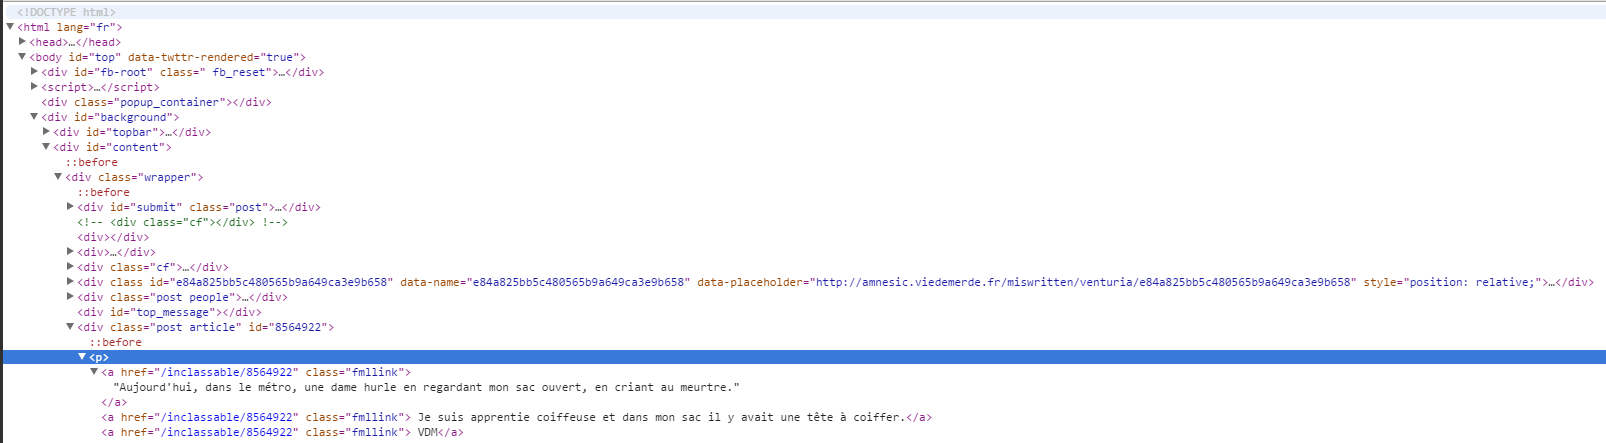 <!DOCTYPE html>
<html lang="fr">
<head>…</head>
<body id="top" data-twttr-rendered="true">
<div id="fb-root" class=" fb_reset">…</div>
<script>…</script>
<div class="popup_container"></div>
<div id="background">
<div id="topbar">…</div>
<div id="content">
::before
<div class="wrapper">
::before
<div id="submit" class="post">…</div>
<!-- <div class="cf"></div> !-->
<div></div>
<div>…</div>
<div class="cf">…</div>
<div class id="e84a825bb5c480565b9a649ca3e9b658" data-name="e84a825bb5c480565b9a649ca3e9b658" data-placeholder="http://amnesic.viedemerde.fr/miswritten/venturia/e84a825bb5c480565b9a649ca3e9b658" style="position: relative;">…</div>
<div class="post people">…</div>
<div id="top_message"></div>
<div class="post article" id="8564922">
::before
<p>
<a href="/inclassable/8564922" class="fmllink">
"Aujourd'hui, dans le métro, une dame hurle en regardant mon sac ouvert, en criant au meurtre."
</a>
<a href="/inclassable/8564922" class="fmllink"> Je suis apprentie coiffeuse et dans mon sac il y avait une tête à coiffer.</a>
<a href="/inclassable/8564922" class="fmllink"> VDM</a>